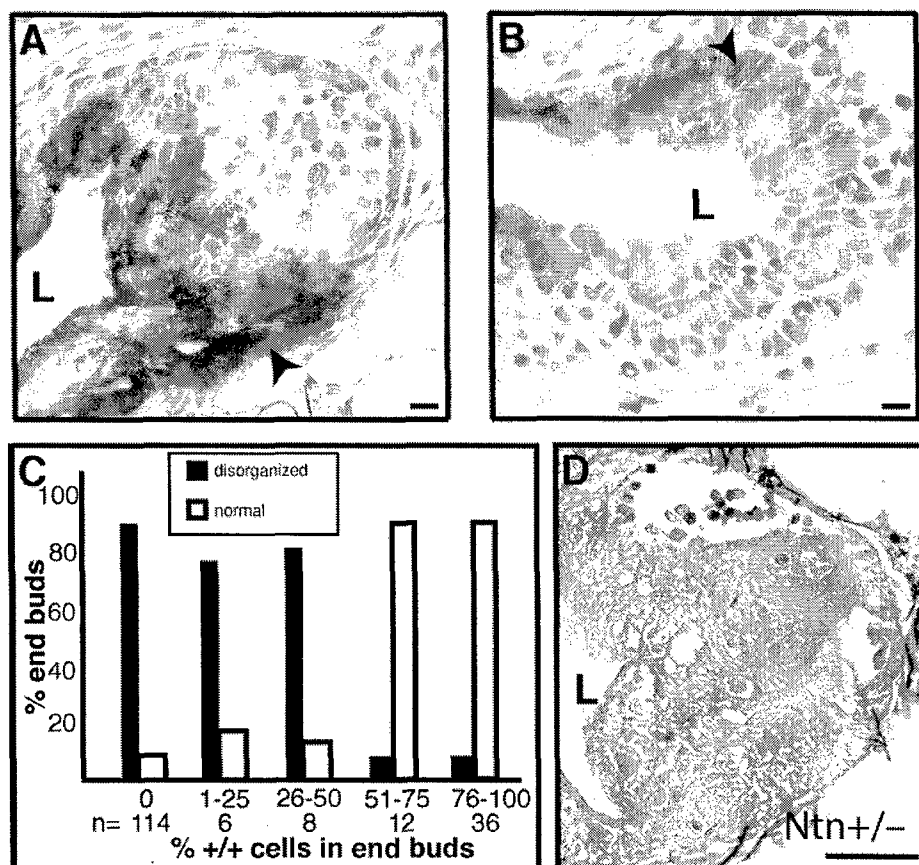 A
B
L
L
C
disorganized
normal
100
80
60
40
20
% end buds
0 1-25 26-50 51-75 76-100
n= 114 6 8 12 36
% +/+ cells in end buds
D
L
Ntn+/-